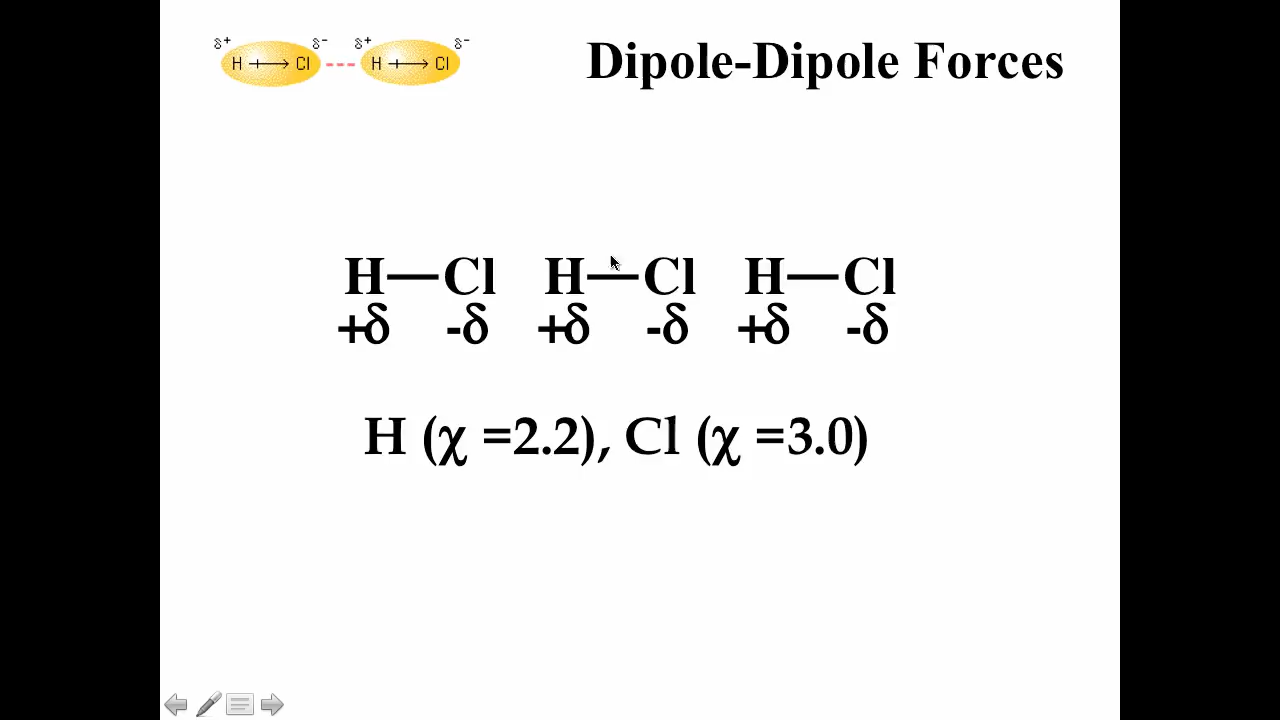 δ+ δ- δ+ δ-
H Cl H Cl
Dipole-Dipole Forces
H—Cl H—Cl H—Cl
+δ -δ +δ -δ +δ -δ
H (χ =2.2), Cl (χ =3.0)